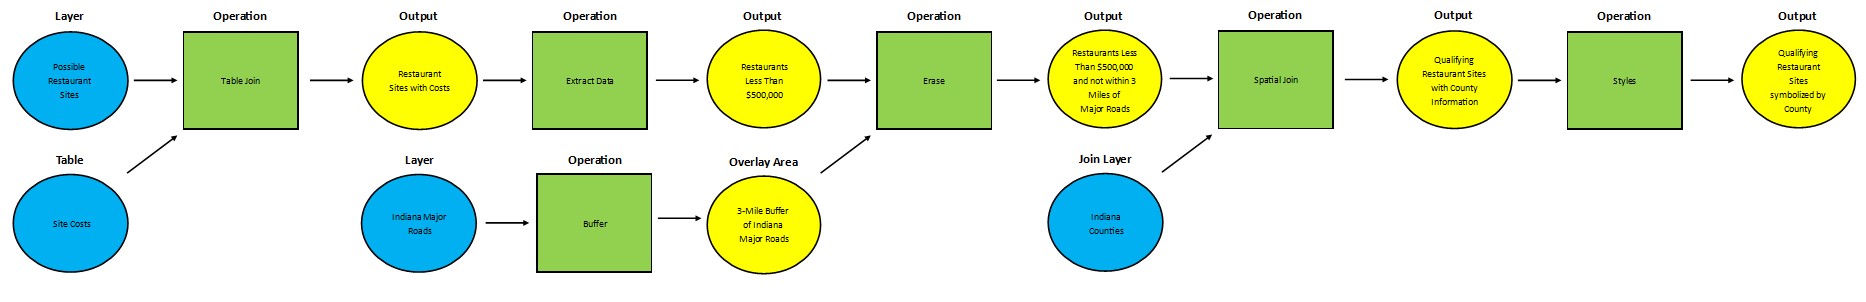 Layer
Operation
Output
Operation
Output
Operation
Output
Operation
Output
Operation
Output
Possible
Restaurant
Sites
Table Join
Restaurant
Sites with Costs
Extract Data
Restaurants
Less Than
$500,000
Erase
Restaurants Less
Than $500,000
and not within 3
Miles of
Major Roads
Spatial Join
Qualifying
Restaurant Sites
with County
Information
Styles
Qualifying
Restaurant
Sites
symbolized by
County
Table
Layer
Operation
Overlay Area
Join Layer
Site Costs
Indiana Major
Roads
Buffer
3-Mile Buffer
of Indiana
Major Roads
Indiana
Counties